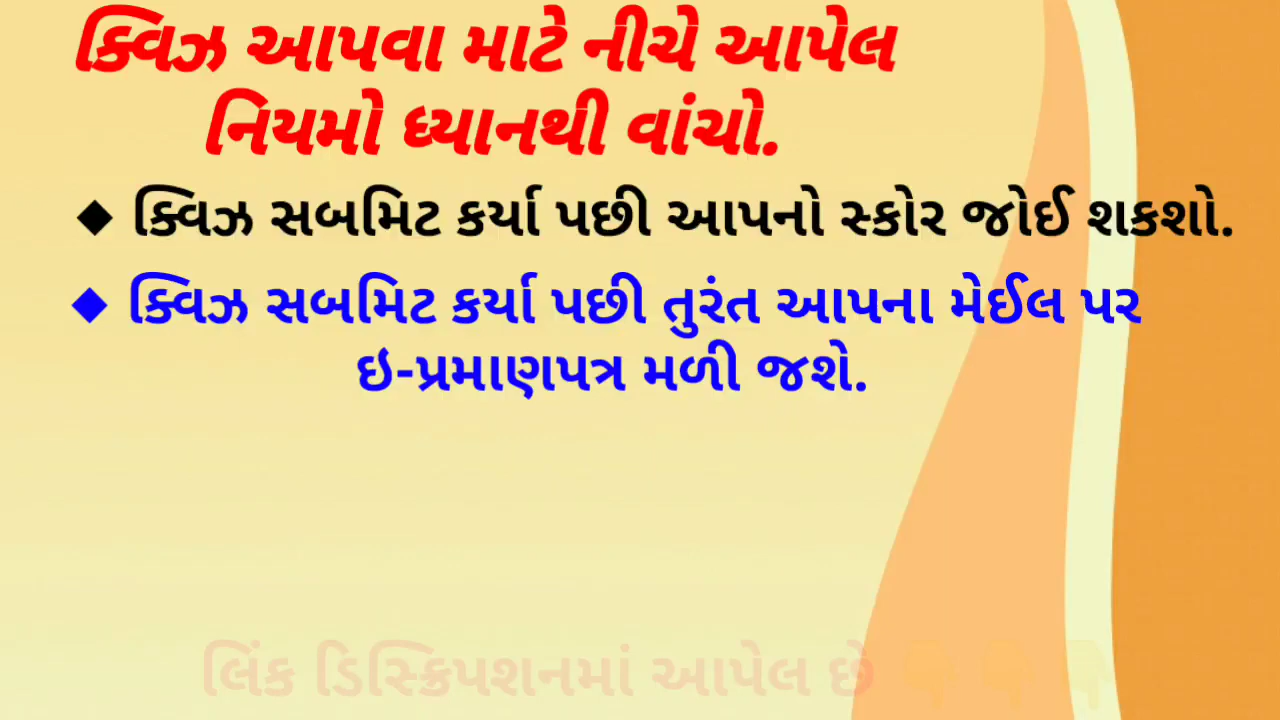 ક્વિઝ આપવા માટે નીચે આપેલ
નિયમો ધ્યાનથી વાંચો.
◆ ક્વિઝ સબમિટ કર્યા પછી આપનો સ્કોર જોઈ શકશો.
◆ ક્વિઝ સબમિટ કર્યા પછી તુરંત આપના મેઈલ પર
ઇ-પ્રમાણપત્ર મળી જશે.
લિંક ડિસ્ક્રિપશનમાં આપેલ છે 👇👇👇